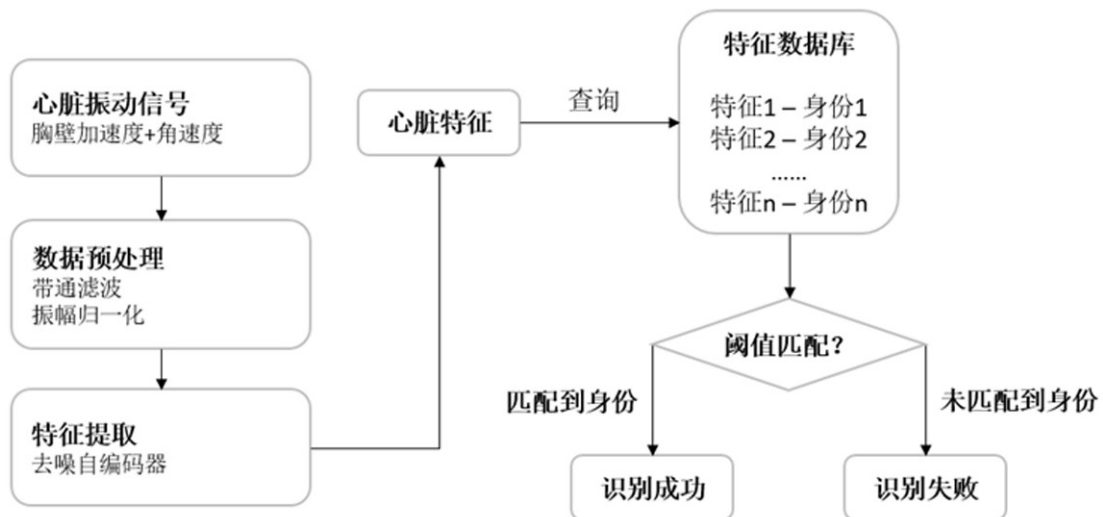 心脏振动信号
胸壁加速度+角速度
数据预处理
带通滤波
振幅归一化
特征提取
去噪自编码器
心脏特征
查询
特征数据库
特征1 – 身份1
特征2 – 身份2
......
特征n – 身份n
阈值匹配?
匹配到身份
未匹配到身份
识别成功
识别失败